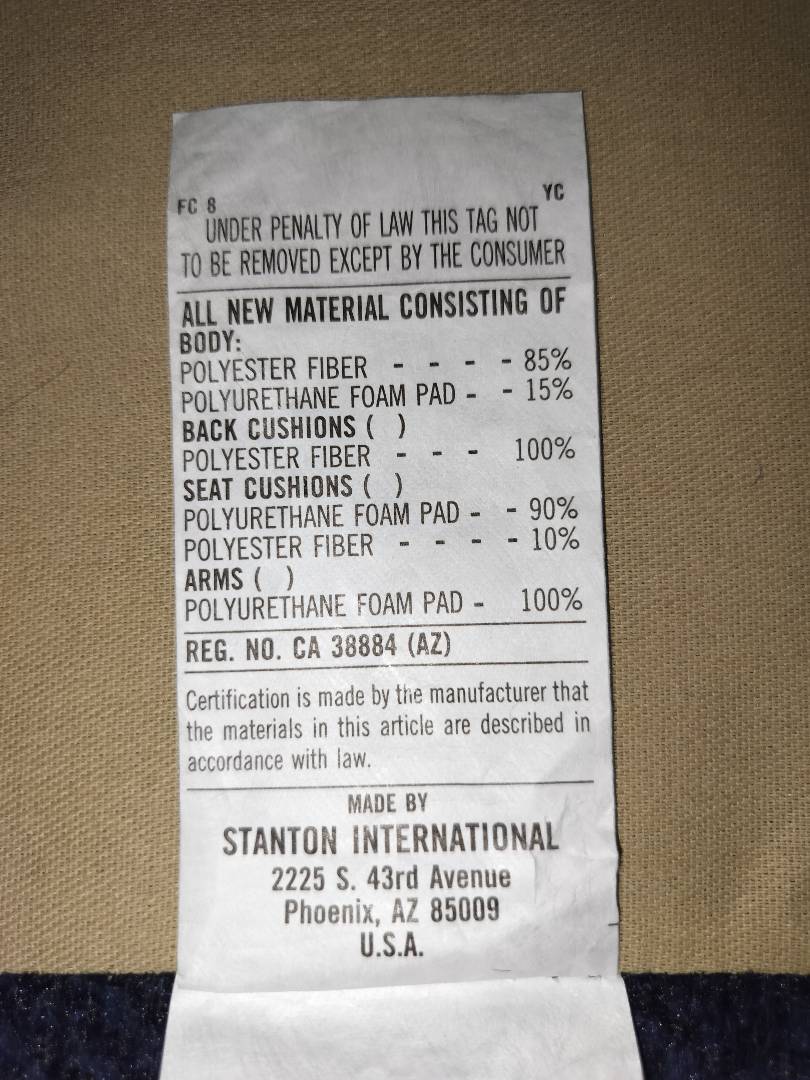 FC 8 YC
UNDER PENALTY OF LAW THIS TAG NOT
TO BE REMOVED EXCEPT BY THE CONSUMER
ALL NEW MATERIAL CONSISTING OF
BODY:
POLYESTER FIBER - - - - 85%
POLYURETHANE FOAM PAD - - 15%
BACK CUSHIONS ( )
POLYESTER FIBER - - - 100%
SEAT CUSHIONS ( )
POLYURETHANE FOAM PAD - - 90%
POLYESTER FIBER - - - - 10%
ARMS ( )
POLYURETHANE FOAM PAD - 100%
REG. NO. CA 38884 (AZ)
Certification is made by the manufacturer that
the materials in this article are described in
accordance with law.
MADE BY
STANTON INTERNATIONAL
2225 S. 43rd Avenue
Phoenix, AZ 85009
U.S.A.